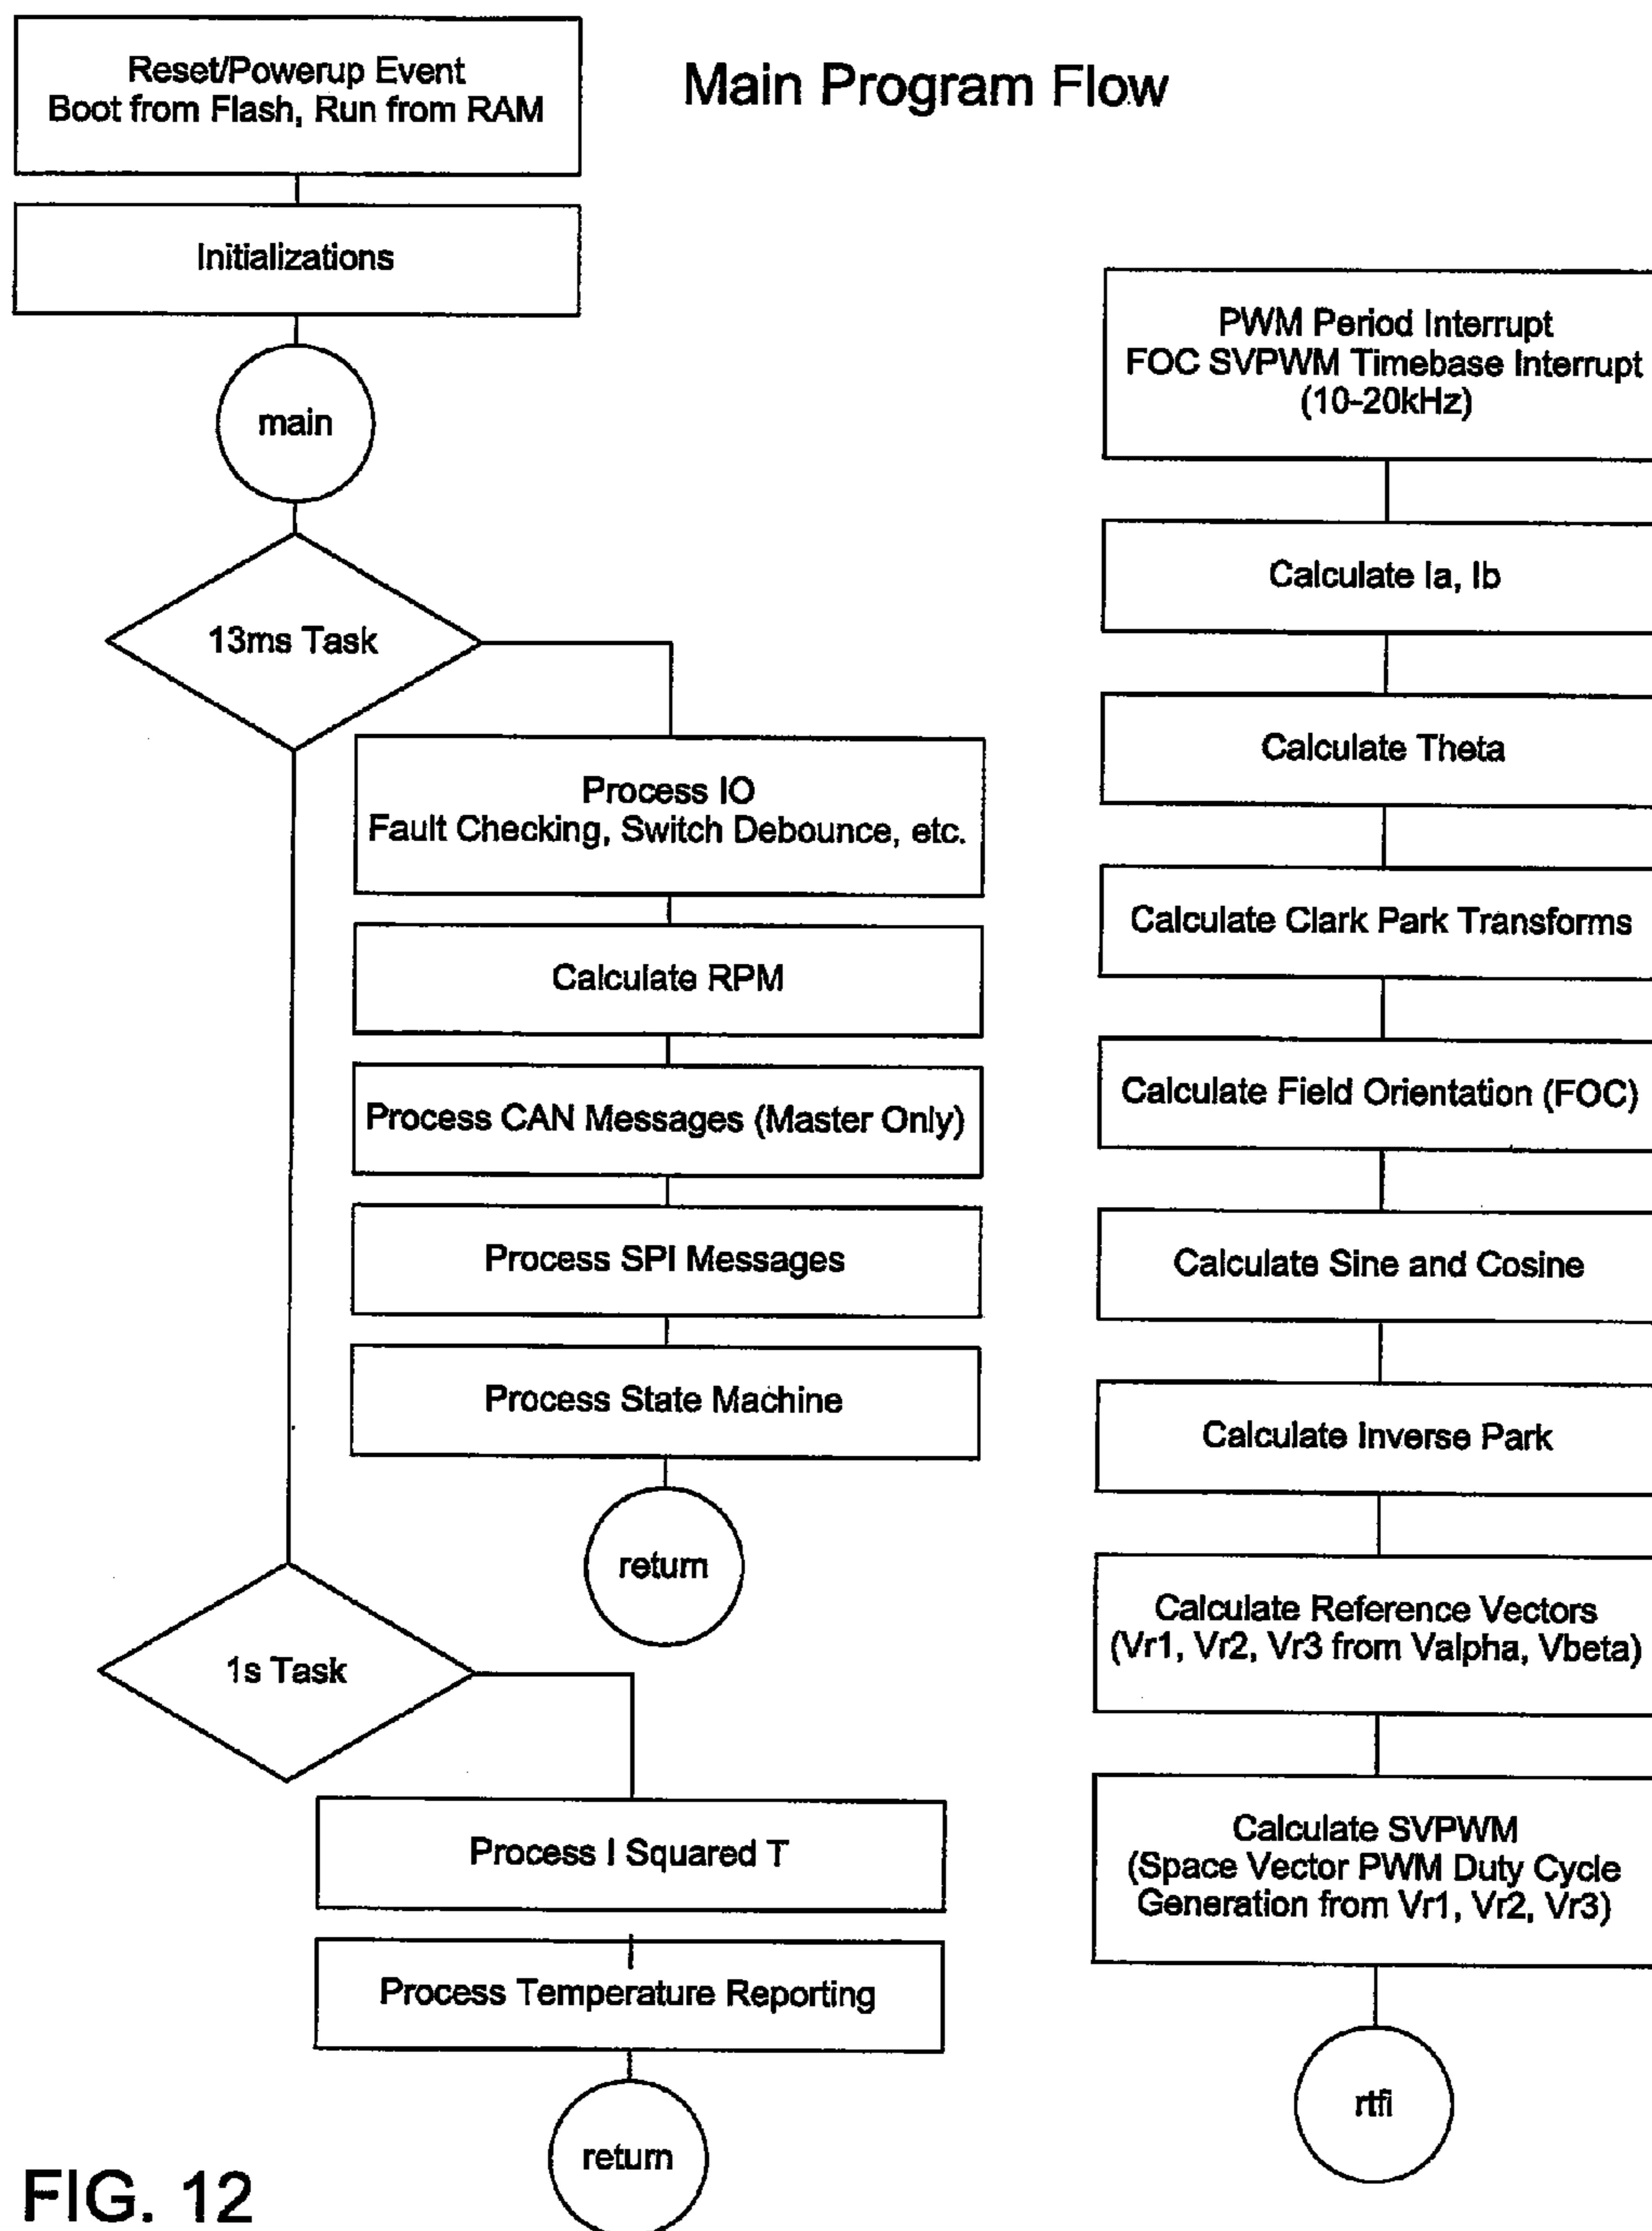 Main Program Flow
Reset/Powerup Event
Boot from Flash, Run from RAM
Initializations
main
13ms Task
Process IO
Fault Checking, Switch Debounce, etc.
Calculate RPM
Process CAN Messages (Master Only)
Process SPI Messages
Process State Machine
return
1s Task
Process I Squared T
Process Temperature Reporting
return
PWM Period Interrupt
FOC SVPWM Timebase Interrupt
(10-20kHz)
Calculate Ia, Ib
Calculate Theta
Calculate Clark Park Transforms
Calculate Field Orientation (FOC)
Calculate Sine and Cosine
Calculate Inverse Park
Calculate Reference Vectors
(Vr1, Vr2, Vr3 from Valpha, Vbeta)
Calculate SVPWM
(Space Vector PWM Duty Cycle
Generation from Vr1, Vr2, Vr3)
rtfi
FIG. 12